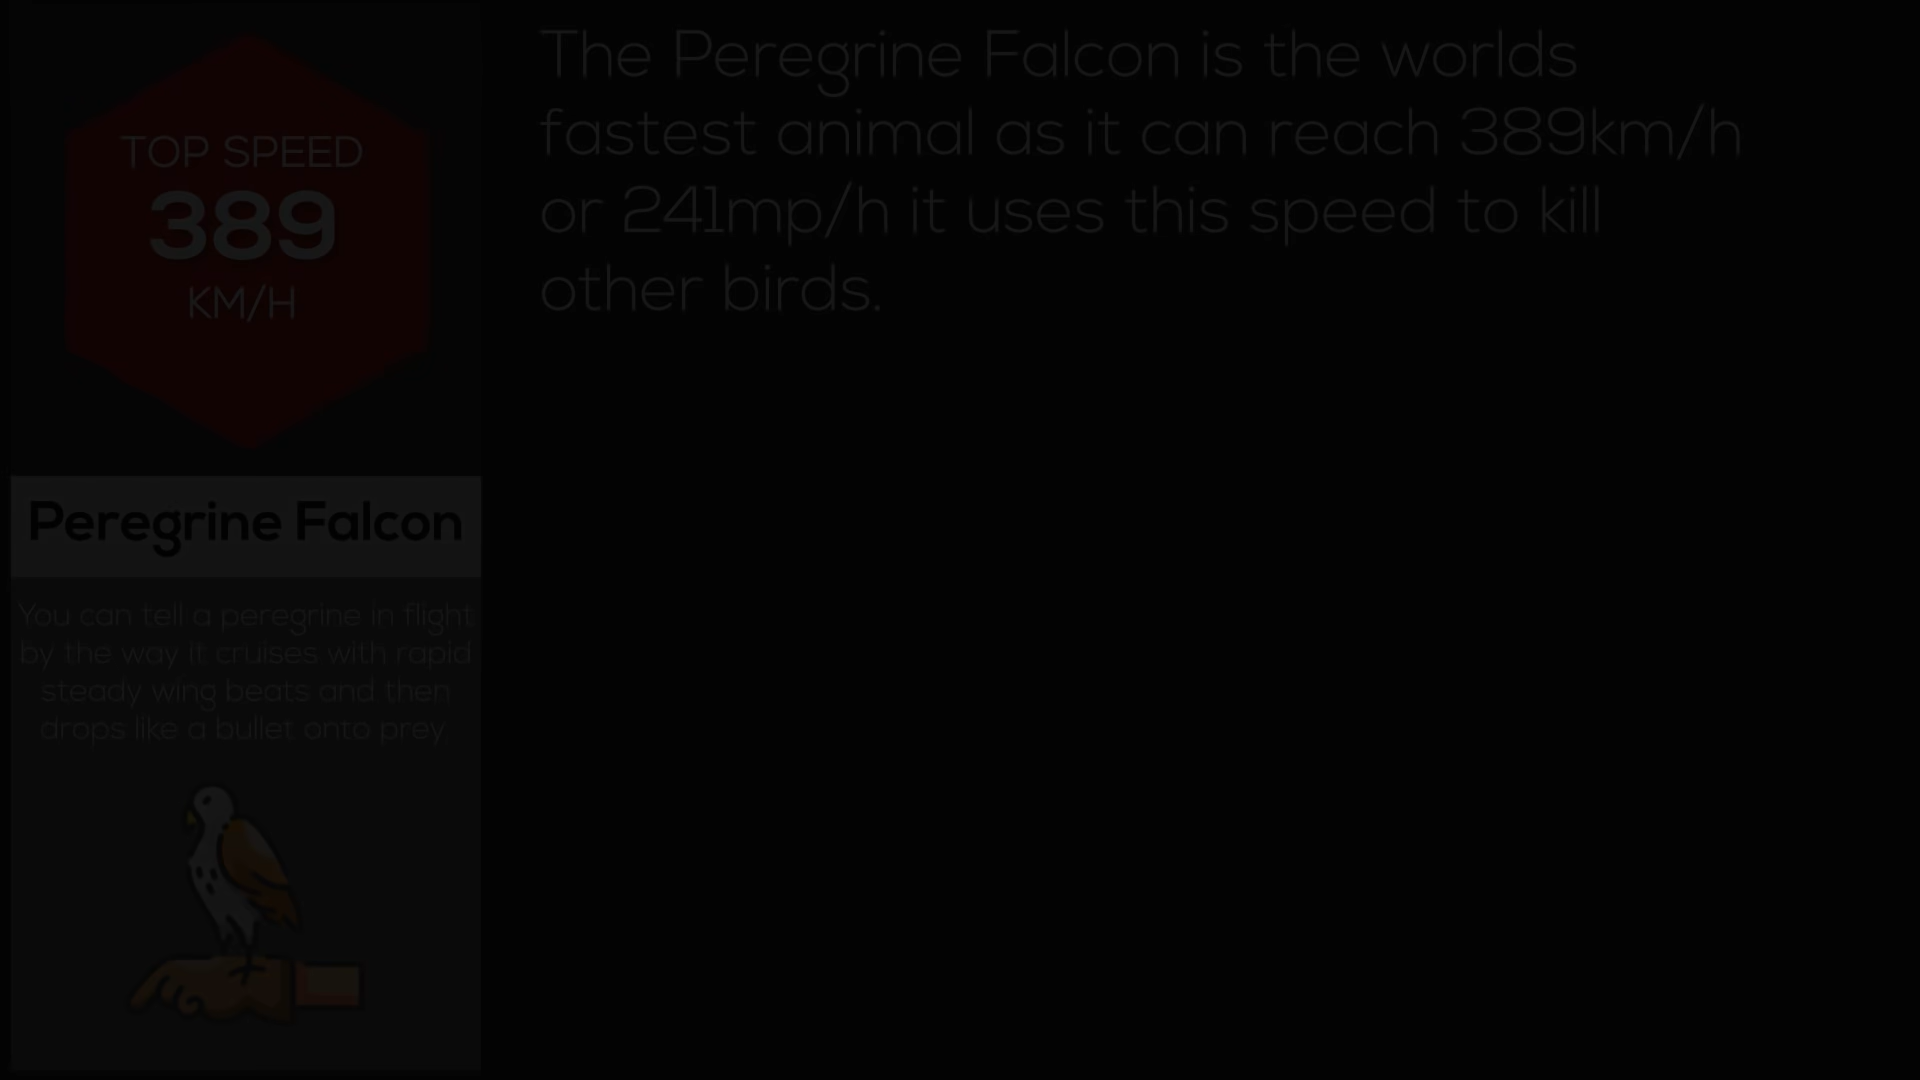 TOP SPEED
389
KM/H
Peregrine Falcon
You can tell a peregrine in flight
by the way it cruises with rapid
steady wing beats and then
drops like a bullet onto prey
The Peregrine Falcon is the worlds
fastest animal as it can reach 389km/h
or 241mp/h it uses this speed to kill
other birds.